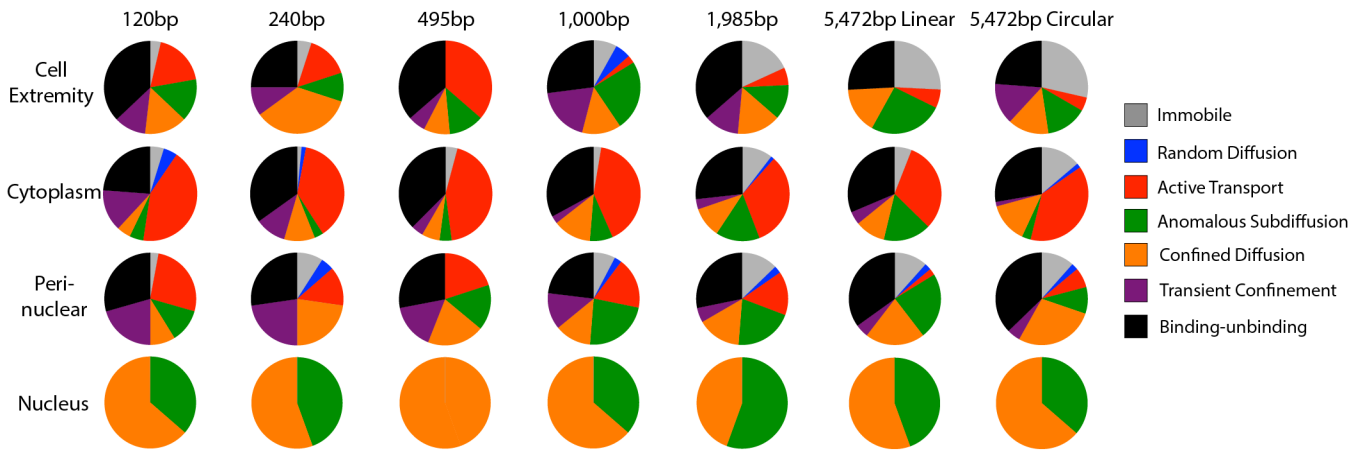 120bp 240bp 495bp 1,000bp 1,985bp 5,472bp Linear 5,472bp Circular
Cell
Extremity
Cytoplasm
Peri-
nuclear
Nucleus
Immobile
Random Diffusion
Active Transport
Anomalous Subdiffusion
Confined Diffusion
Transient Confinement
Binding-unbinding